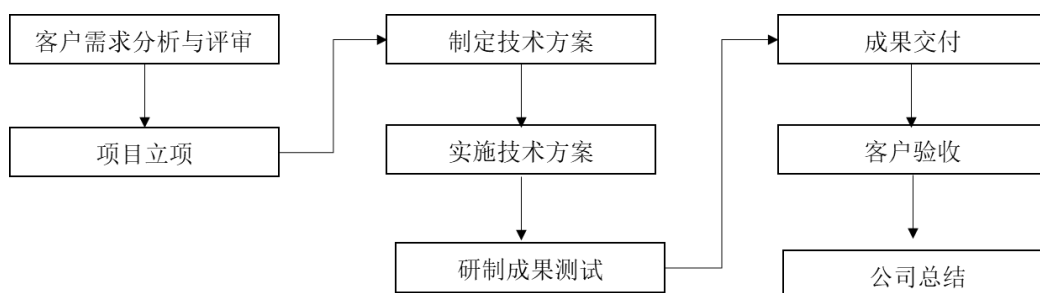 客户需求分析与评审
项目立项
制定技术方案
实施技术方案
研制成果测试
成果交付
客户验收
公司总结